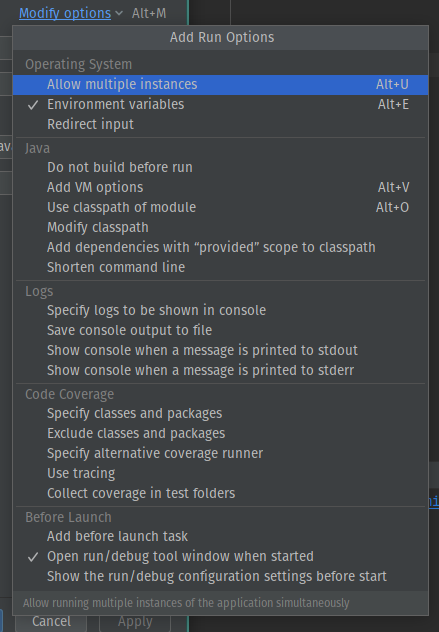 Modify options Alt+M
Add Run Options
Operating System
Allow multiple instances Alt+U
✓ Environment variables Alt+E
Redirect input
Java
Do not build before run
Add VM options Alt+V
Use classpath of module Alt+O
Modify classpath
Add dependencies with “provided” scope to classpath
Shorten command line
Logs
Specify logs to be shown in console
Save console output to file
Show console when a message is printed to stdout
Show console when a message is printed to stderr
Code Coverage
Specify classes and packages
Exclude classes and packages
Specify alternative coverage runner
Use tracing
Collect coverage in test folders
Before Launch
Add before launch task
✓ Open run/debug tool window when started
Show the run/debug configuration settings before start
Allow running multiple instances of the application simultaneously
Cancel Apply